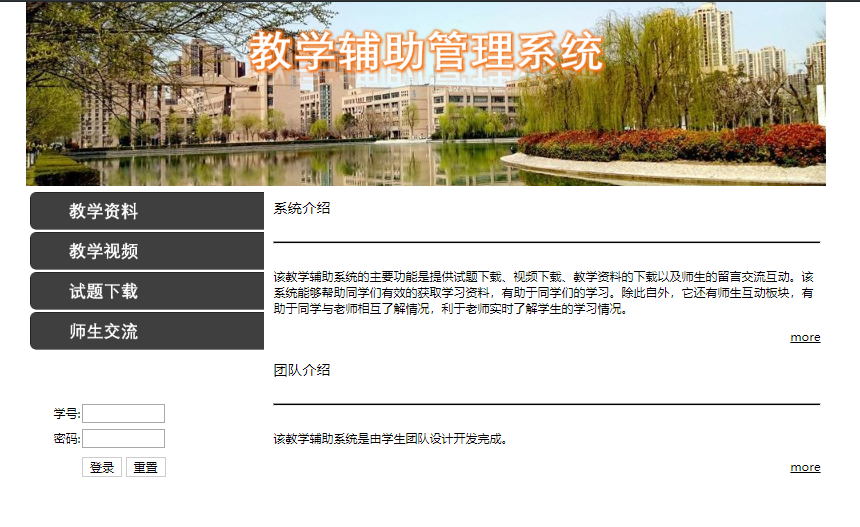 教学辅助管理系统
教学资料
教学视频
试题下载
师生交流
学号:
密码:
登录 重置
系统介绍
该教学辅助系统的主要功能是提供试题下载、视频下载、教学资料的下载以及师生的留言交流互动。该
系统能够帮助同学们有效的获取学习资料，有助于同学们的学习。除此自外，它还有师生互动板块，有
助于同学与老师相互了解情况，利于老师实时了解学生的学习情况。
more
团队介绍
该教学辅助系统是由学生团队设计开发完成。
more